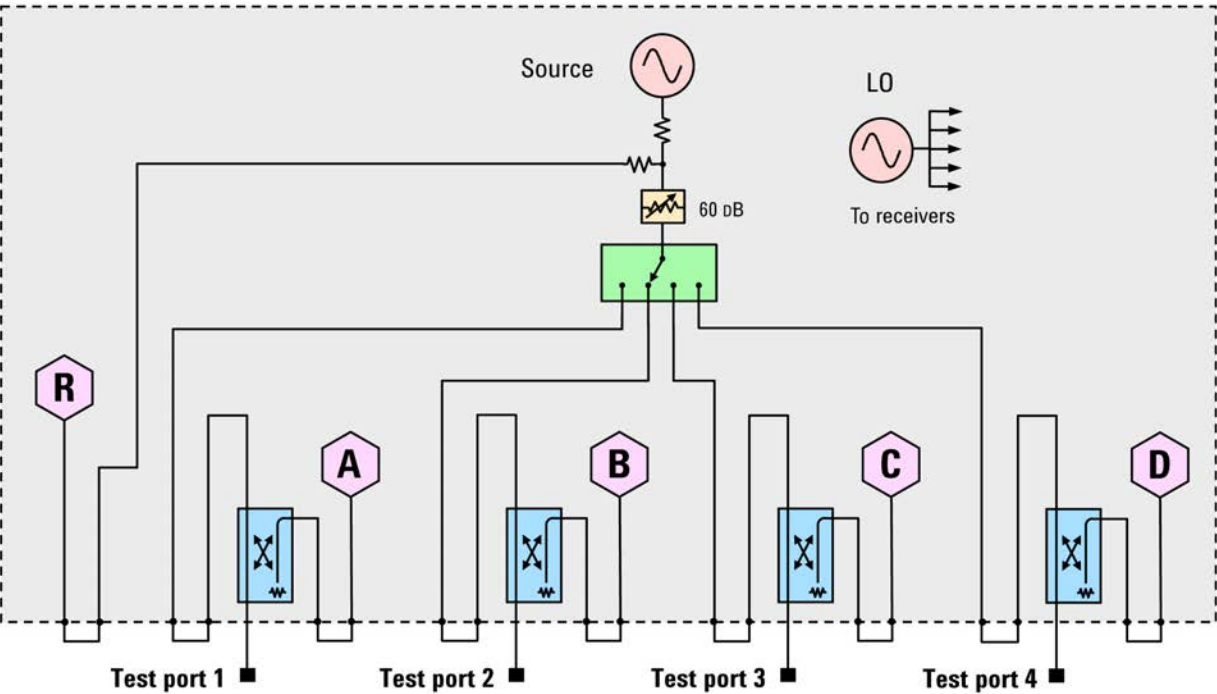 Source
LO
60 DB
To receivers
R
A
B
C
D
Test port 1
Test port 2
Test port 3
Test port 4